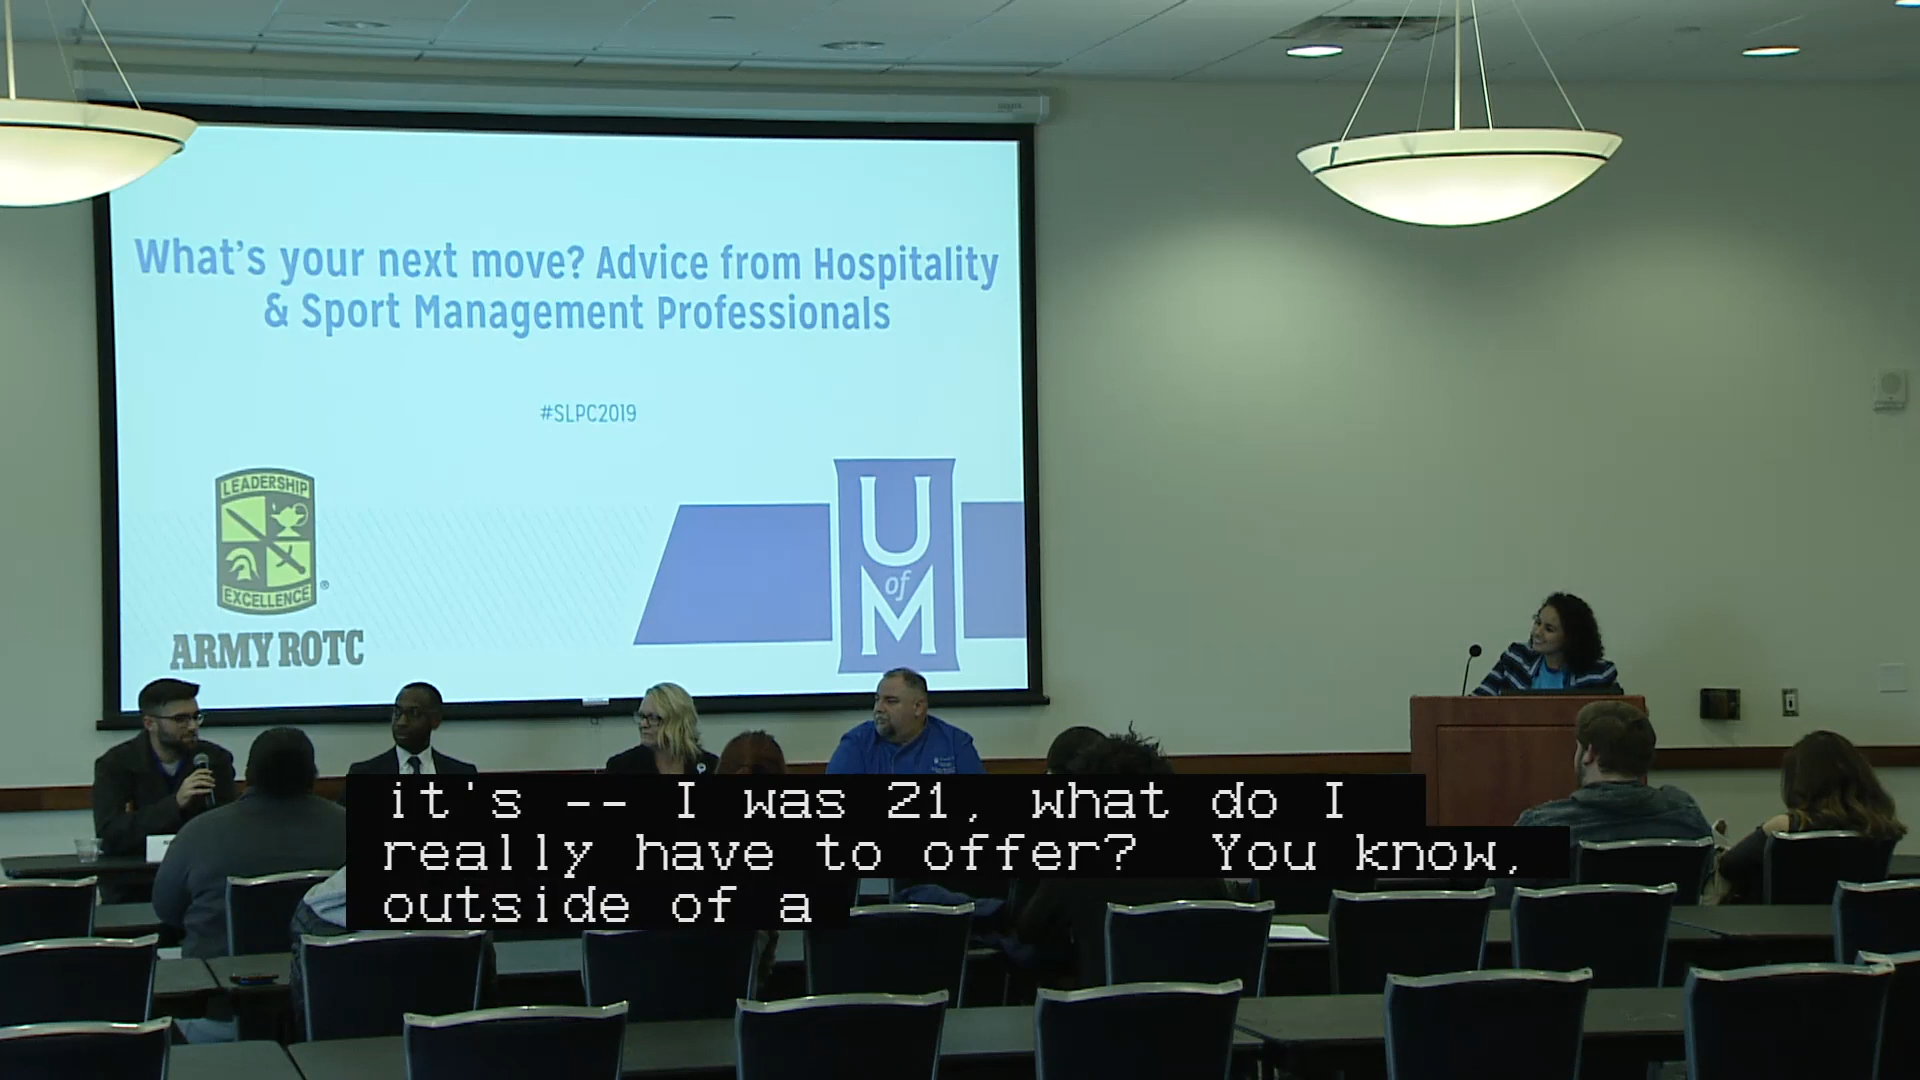 What's your next move? Advice from Hospitality
& Sport Management Professionals
#SLPC2019
LEADERSHIP
EXCELLENCE
®
ARMY ROTC
U
of
M
it's -- I was 21, what do I
really have to offer?  You know,
outside of a